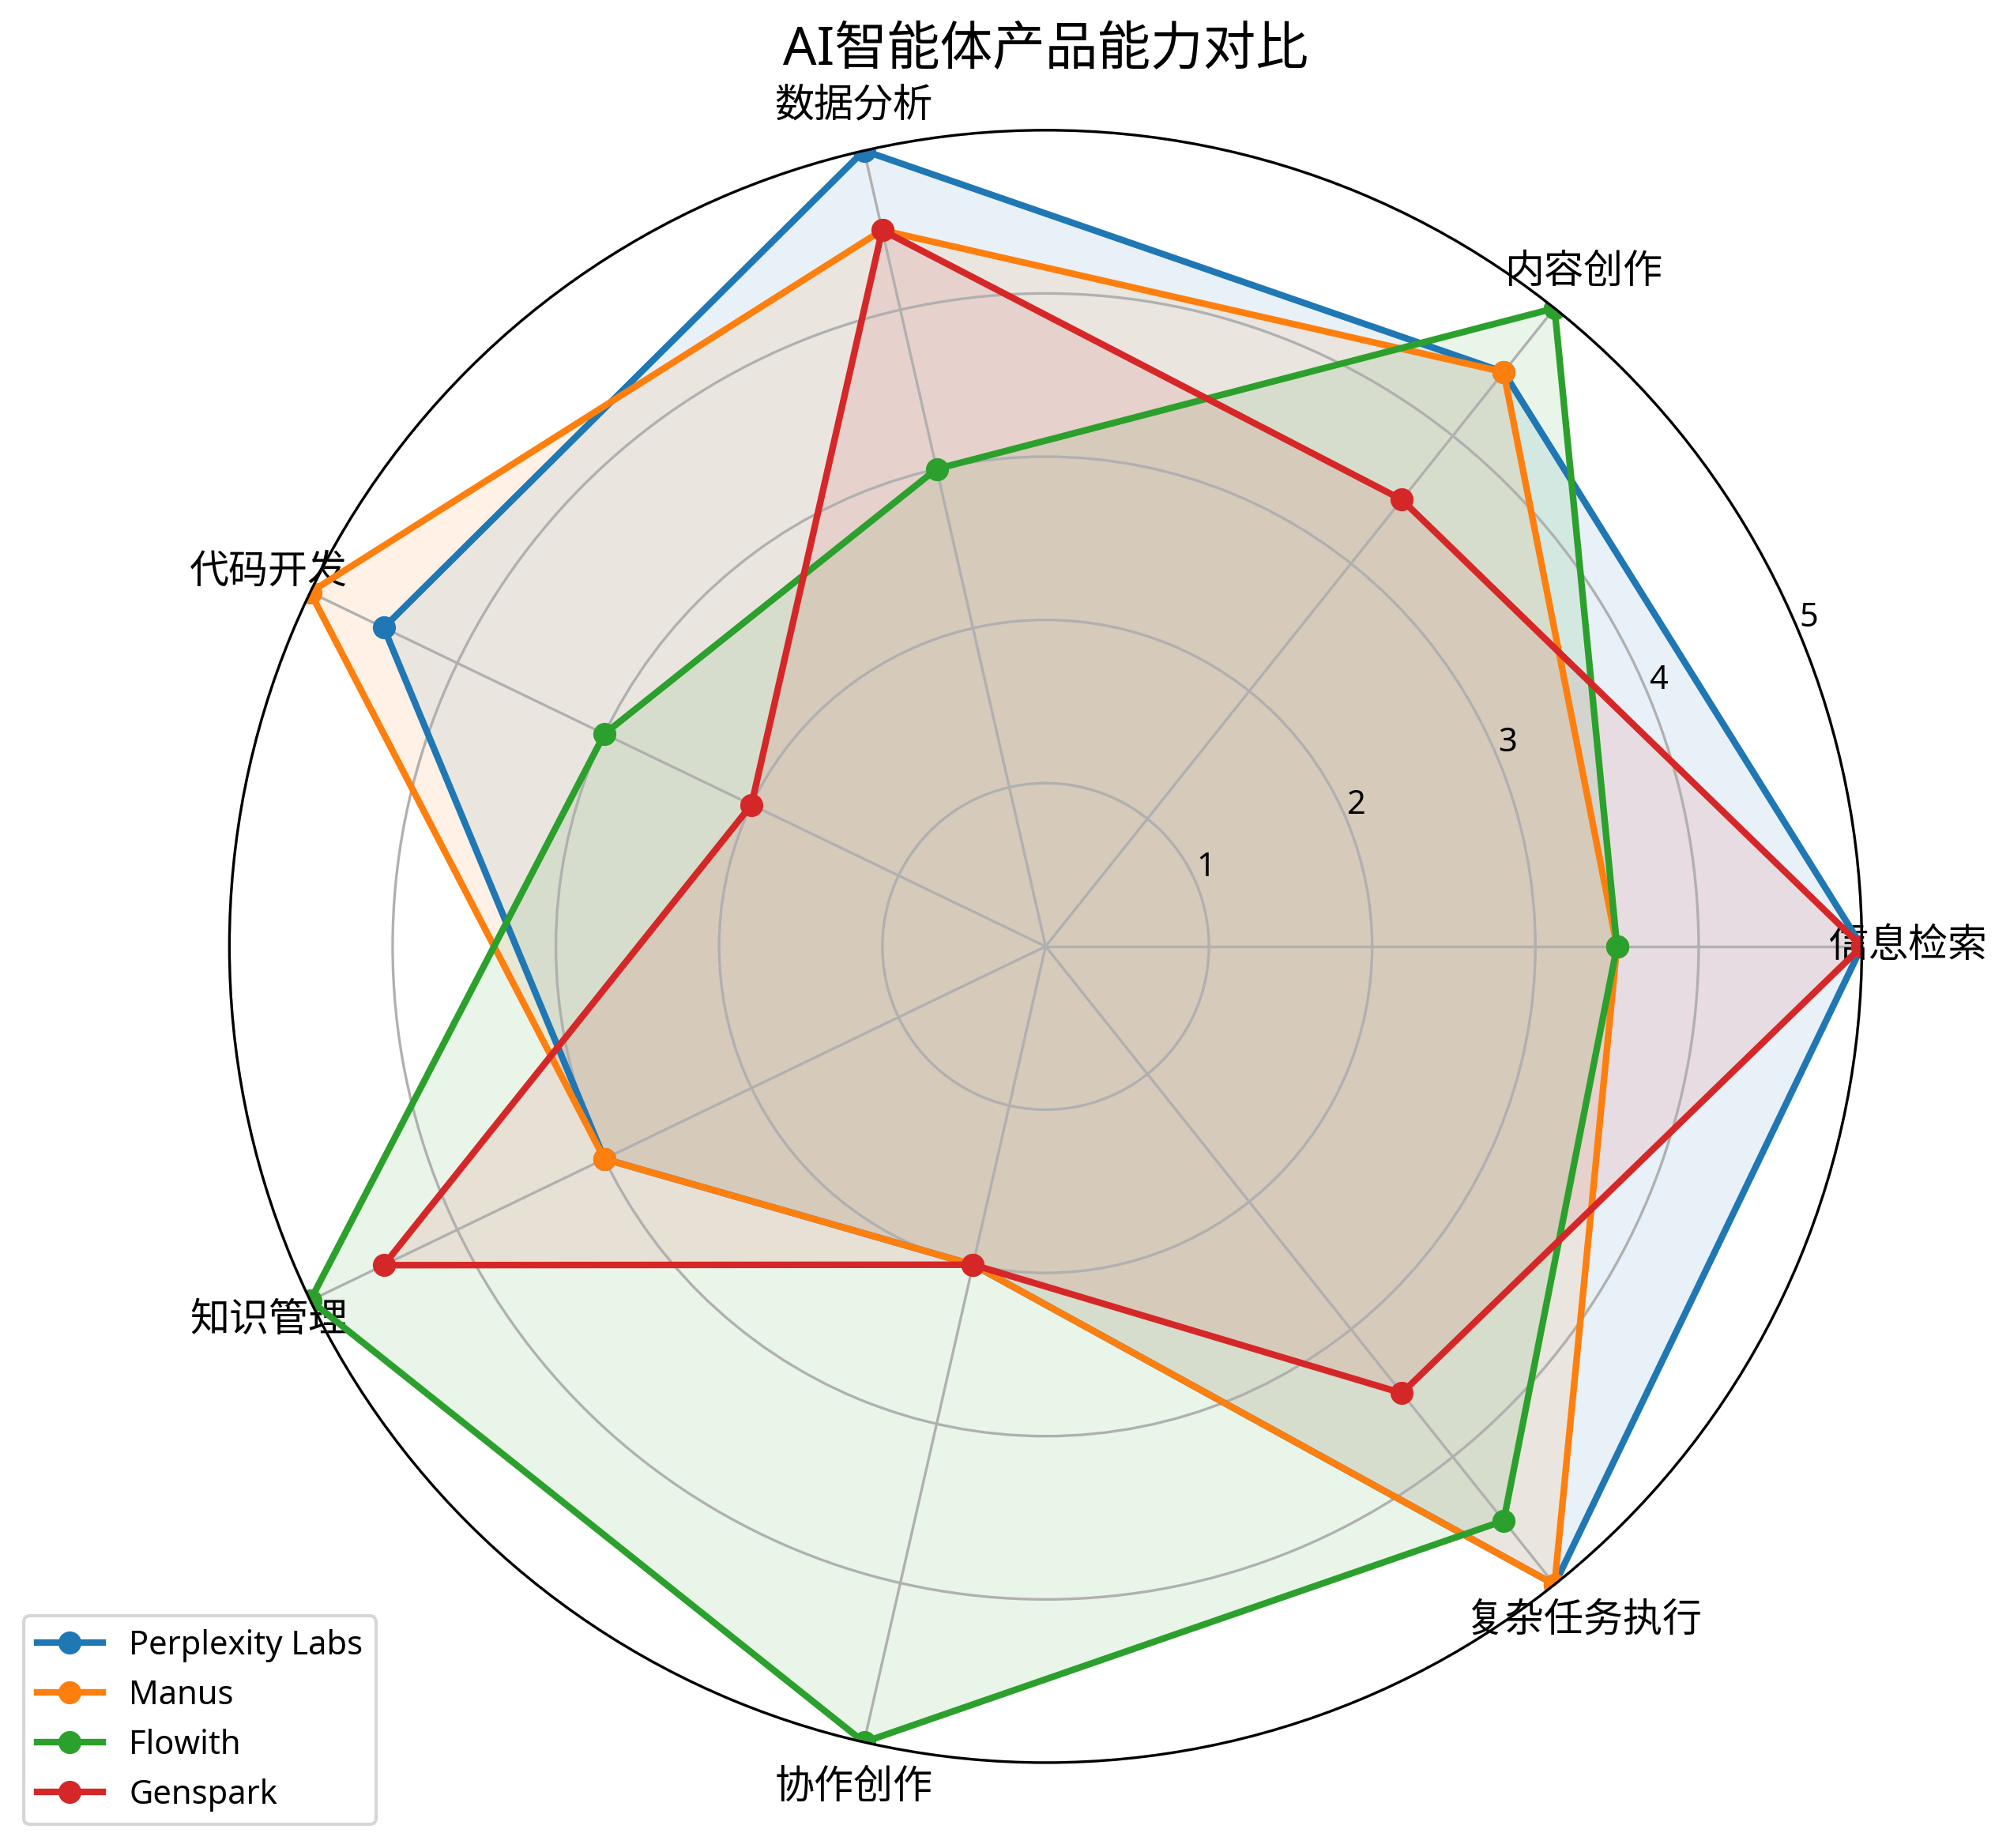 AI智能体产品能力对比
数据分析
内容创作
代码开发
信息检索
知识管理
复杂任务执行
协作创作
5
4
3
2
1
Perplexity Labs
Manus
Flowith
Genspark